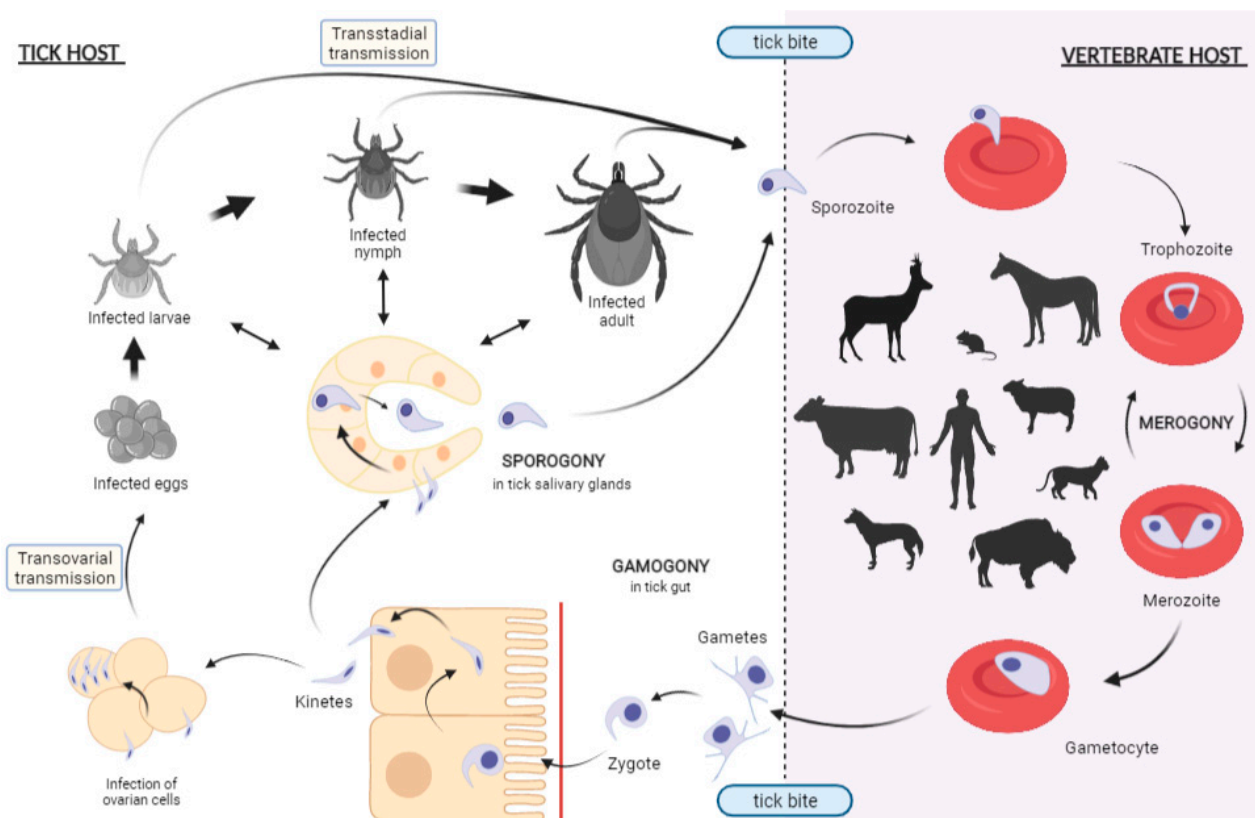 TICK HOST
Transstadial
transmission
tick bite
VERTEBRATE HOST
Sporozoite
Trophozoite
Infected
nymph
Infected larvae
Infected
adult
MEROGONY
SPOROGONY
in tick salivary glands
Infected eggs
Transovarial
transmission
GAMOGONY
in tick gut
Merozoite
Gametes
Kinetes
Zygote
Gametocyte
Infection of
ovarian cells
tick bite